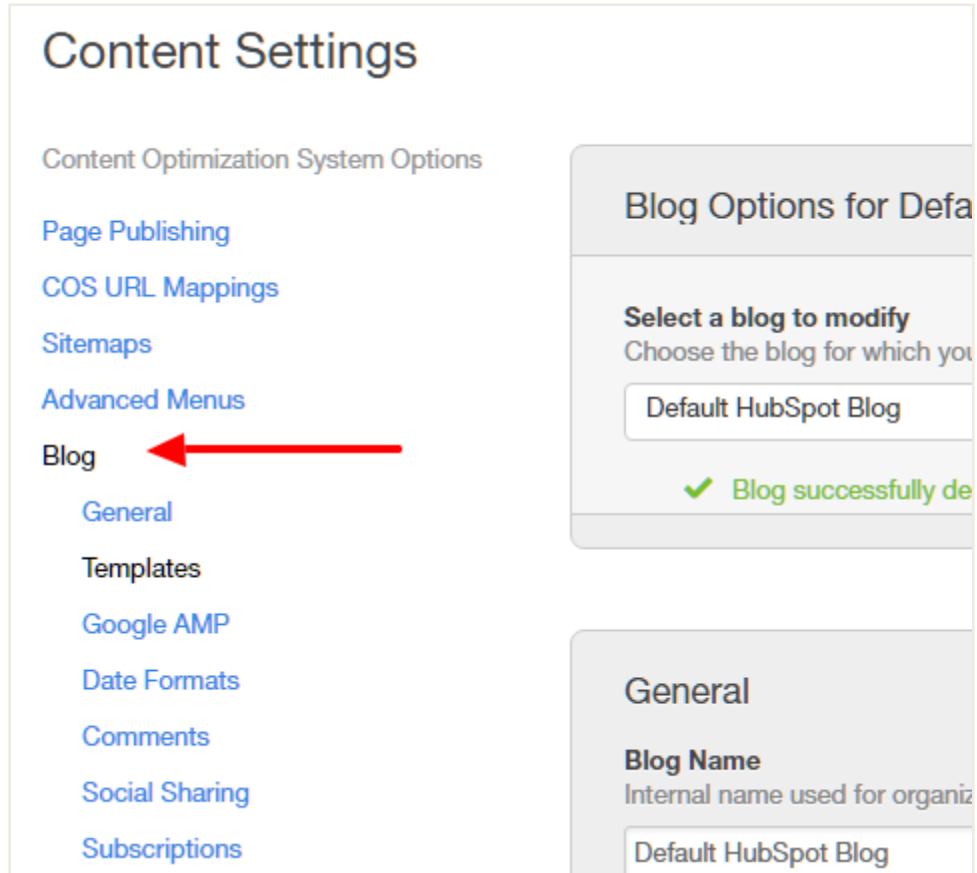 Content Settings
Content Optimization System Options
Page Publishing
COS URL Mappings
Sitemaps
Advanced Menus
Blog
General
Templates
Google AMP
Date Formats
Comments
Social Sharing
Subscriptions
Blog Options for Defa
Select a blog to modify
Choose the blog for which you
Default HubSpot Blog
Blog successfully de
General
Blog Name
Internal name used for organiz
Default HubSpot Blog